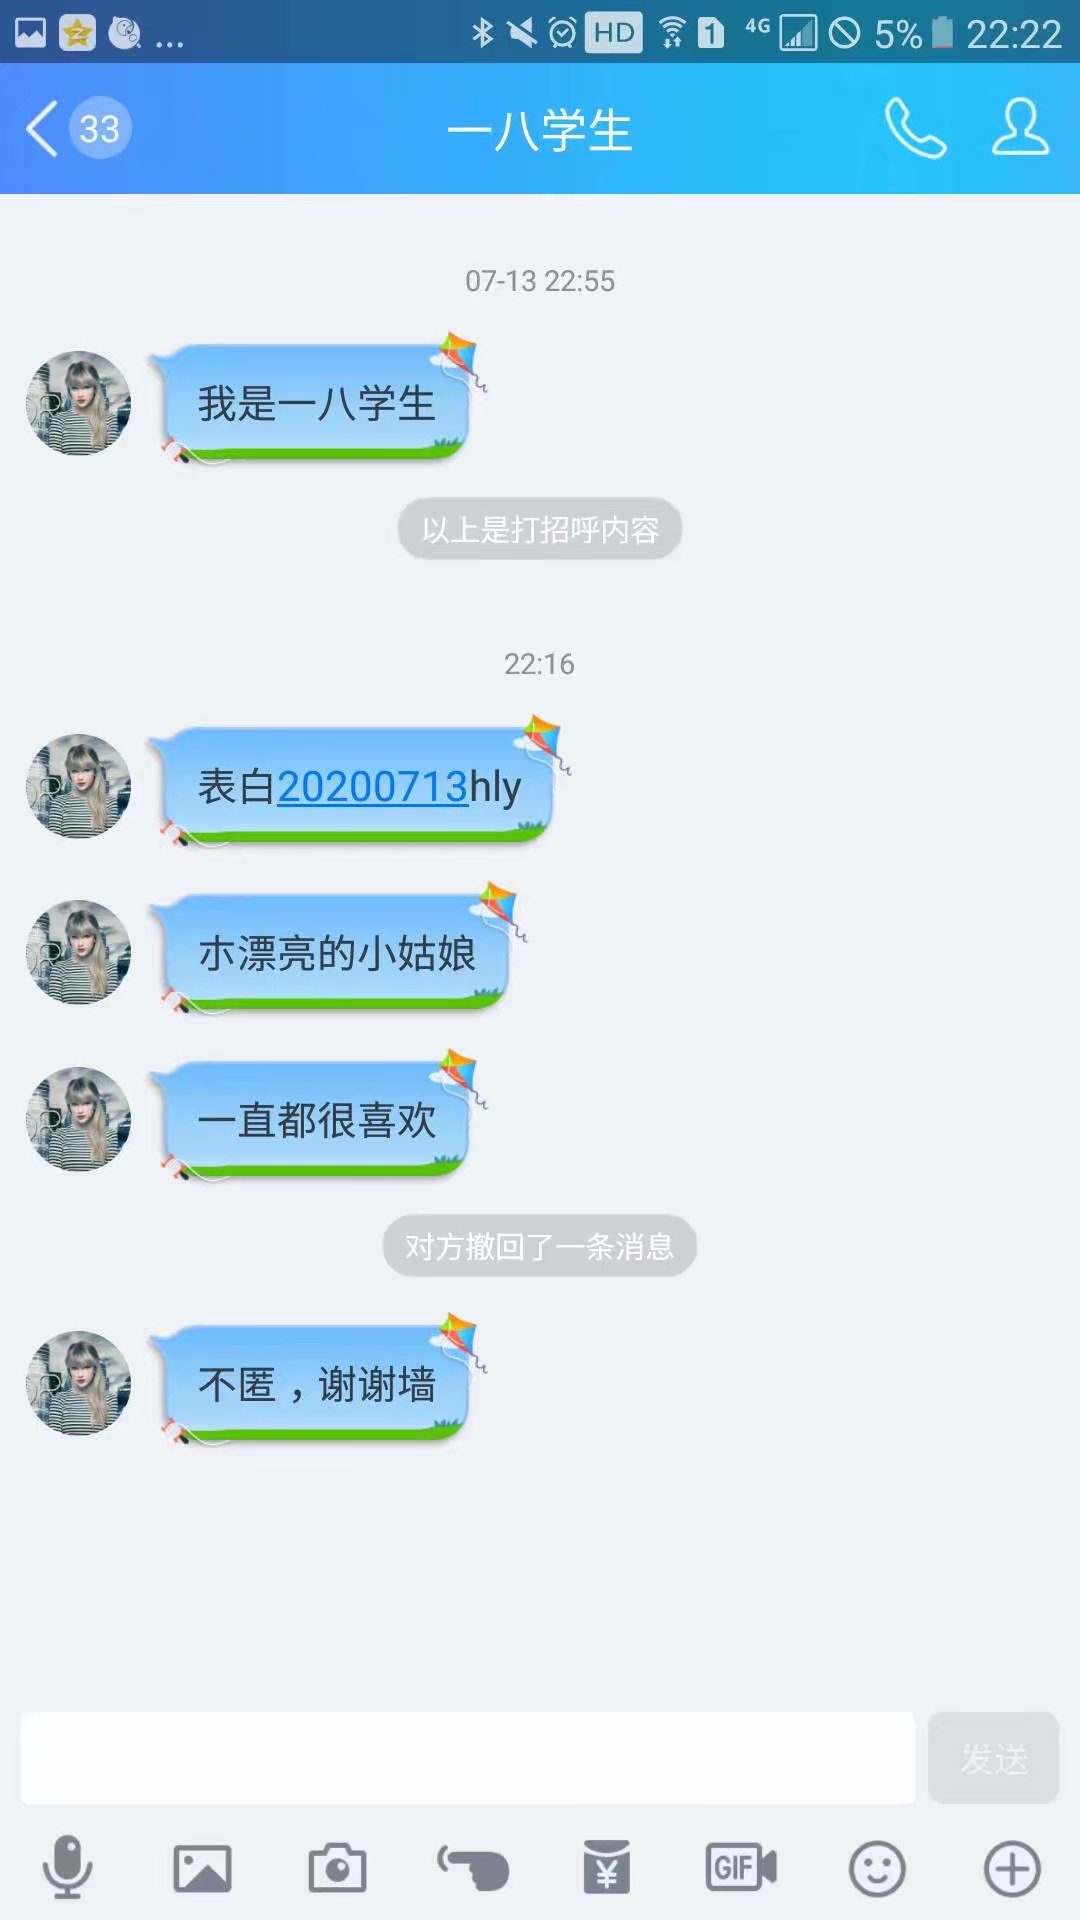 HD 1 4G 5% 22:22
33 一八学生
07-13 22:55
我是一八学生
以上是打招呼内容
22:16
表白20200713hly
朩漂亮的小姑娘
一直都很喜欢
对方撤回了一条消息
不匿，谢谢墙
发送
¥ GIF